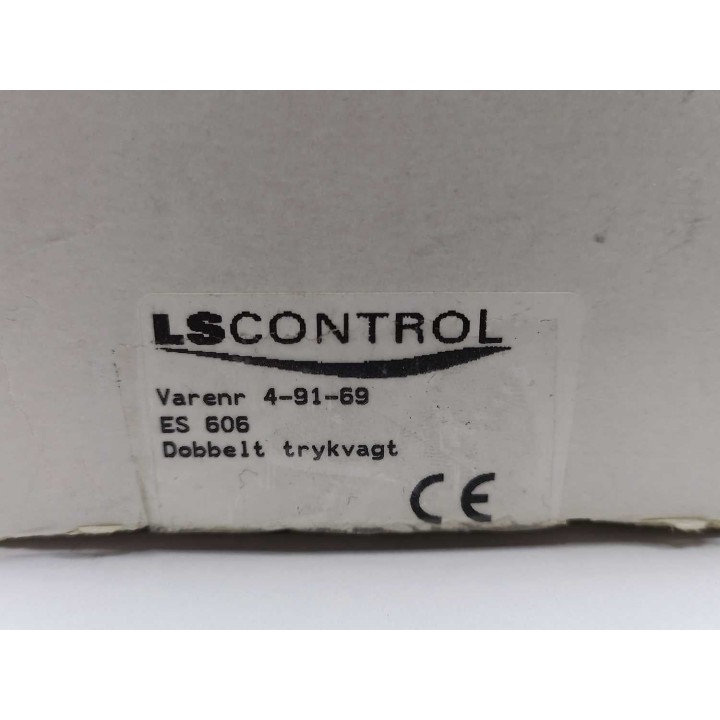 LSCONTROL
Varenr 4-91-69
ES 606
Dobbelt trykvagt
CE